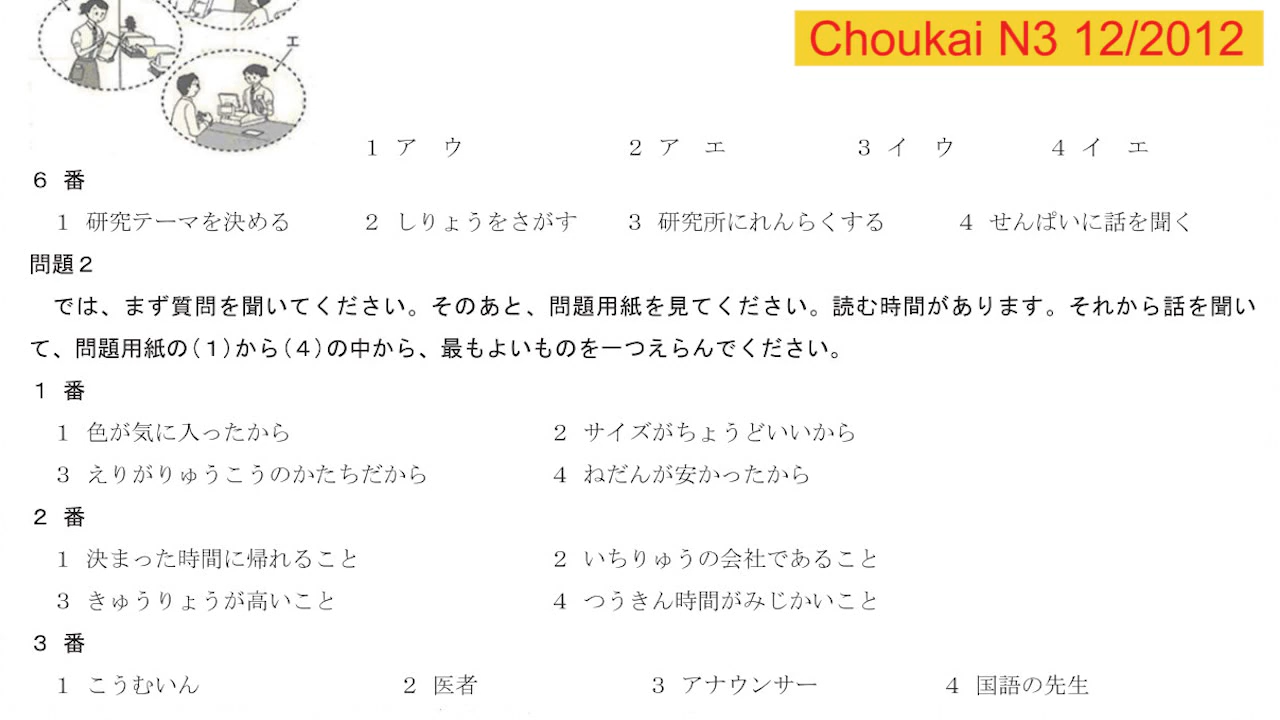 Choukai N3 12/2012
エ
1 ア ウ 2 ア エ 3 イ ウ 4 イ エ
6 番
1 研究テーマを決める 2 しりょうをさがす 3 研究所にれんらくする 4 せんぱいに話を聞く
問題2
では、まず質問を聞いてください。そのあと、問題用紙を見てください。読む時間があります。それから話を聞い
て、問題用紙の(1)から(4)の中から、最もよいものを一つえらんでください。
1 番
1 色が気に入ったから 2 サイズがちょうどいいから
3 えりがりゅうこうのかたちだから 4 ねだんが安かったから
2 番
1 決まった時間に帰れること 2 いちりゅうの会社であること
3 きゅうりょうが高いこと 4 つうきん時間がみじかいこと
3 番
1 こうむいん 2 医者 3 アナウンサー 4 国語の先生